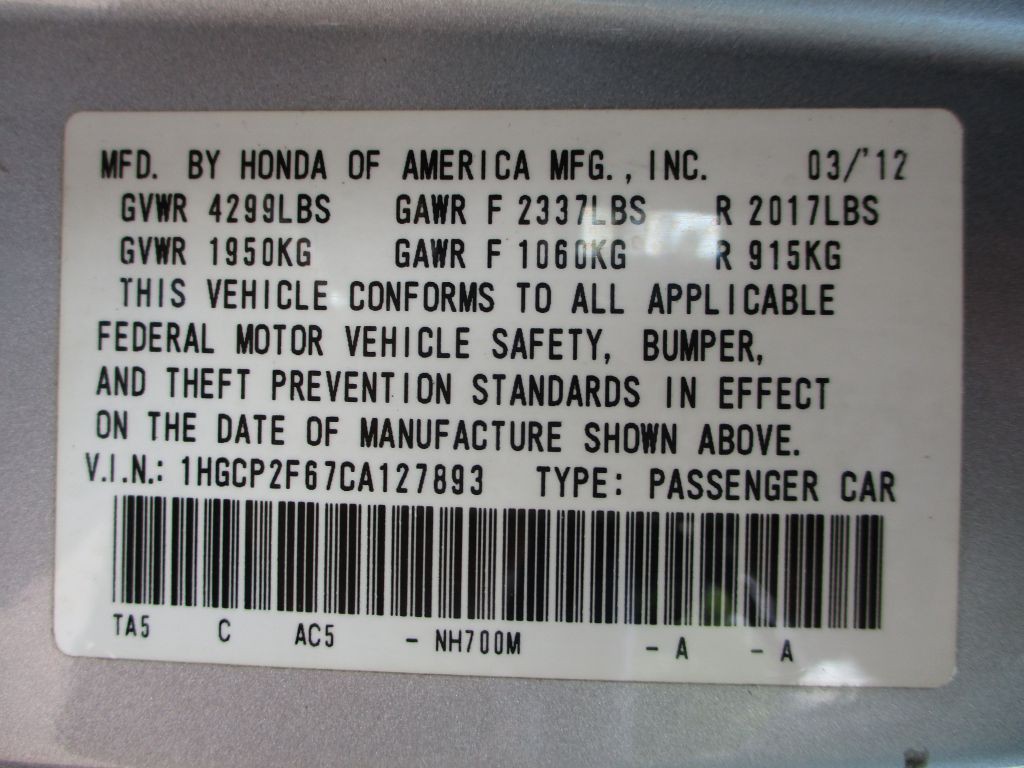 MFD. BY HONDA OF AMERICA MFG., INC. 03/'12
GVWR 4299LBS GAWR F 2337LBS R 2017LBS
GVWR 1950KG GAWR F 1060KG R 915KG
THIS VEHICLE CONFORMS TO ALL APPLICABLE
FEDERAL MOTOR VEHICLE SAFETY, BUMPER,
AND THEFT PREVENTION STANDARDS IN EFFECT
ON THE DATE OF MANUFACTURE SHOWN ABOVE.
V.I.N.: 1HGCP2F67CA127893 TYPE: PASSENGER CAR
TA5 C AC5 - NH700M - A - A